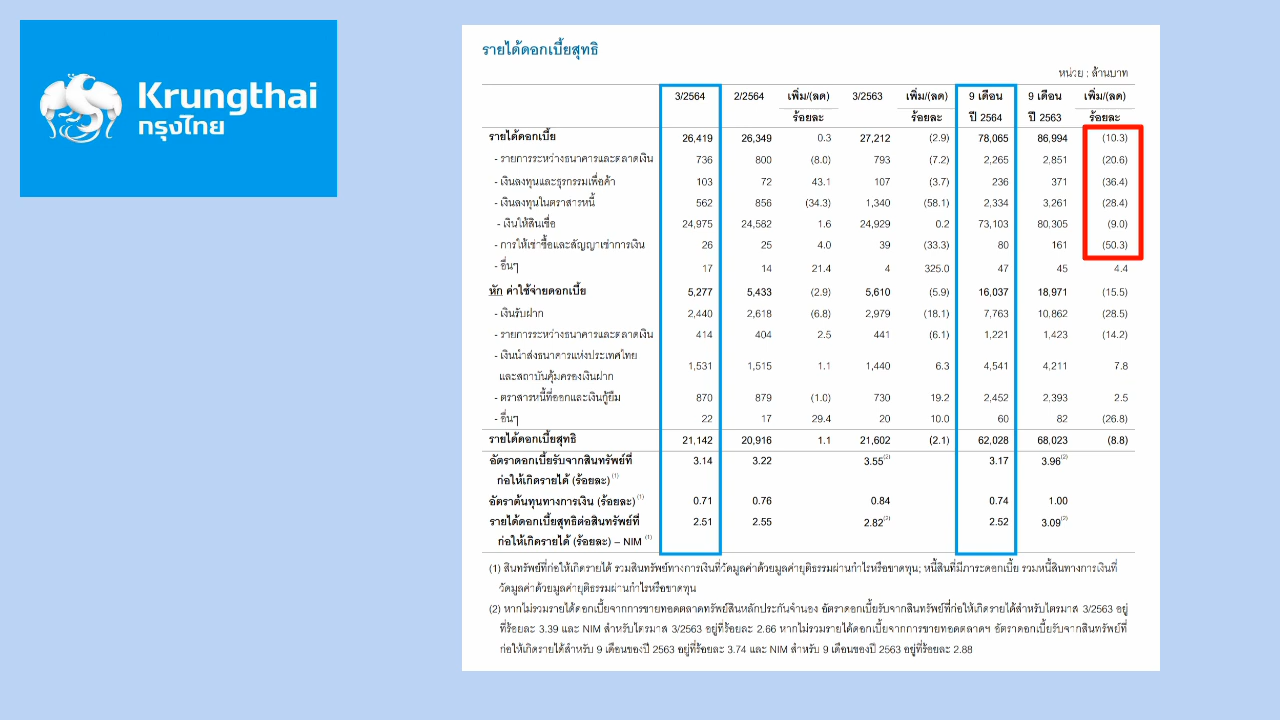 Krungthai
กรุงไทย
รายได้ดอกเบี้ยสุทธิ
หน่วย : ล้านบาท
3/2564 2/2564 เพิ่ม/(ลด) 3/2563 เพิ่ม/(ลด) 9 เดือน 9 เดือน เพิ่ม/(ลด)
ร้อยละ ร้อยละ ปี 2564 ปี 2563 ร้อยละ
รายได้ดอกเบี้ย 26,419 26,349 0.3 27,212 (2.9) 78,065 86,994 (10.3)
- รายการระหว่างธนาคารและตลาดเงิน 736 800 (8.0) 793 (7.2) 2,265 2,851 (20.6)
- เงินลงทุนและธุรกรรมเพื่อค้า 103 72 43.1 107 (3.7) 236 371 (36.4)
- เงินลงทุนในตราสารหนี้ 562 856 (34.3) 1,340 (58.1) 2,334 3,261 (28.4)
- เงินให้สินเชื่อ 24,975 24,582 1.6 24,929 0.2 73,103 80,305 (9.0)
- การให้เช่าซื้อและสัญญาเช่าการเงิน 26 25 4.0 39 (33.3) 80 161 (50.3)
- อื่นๆ 17 14 21.4 4 325.0 47 45 4.4
หัก ค่าใช้จ่ายดอกเบี้ย 5,277 5,433 (2.9) 5,610 (5.9) 16,037 18,971 (15.5)
- เงินรับฝาก 2,440 2,618 (6.8) 2,979 (18.1) 7,763 10,862 (28.5)
- รายการระหว่างธนาคารและตลาดเงิน 414 404 2.5 441 (6.1) 1,221 1,423 (14.2)
- เงินนำส่งธนาคารแห่งประเทศไทย
และสถาบันคุ้มครองเงินฝาก 1,531 1,515 1.1 1,440 6.3 4,541 4,211 7.8
- ตราสารหนี้ที่ออกและเงินกู้ยืม 870 879 (1.0) 730 19.2 2,452 2,393 2.5
- อื่นๆ 22 17 29.4 20 10.0 60 82 (26.8)
รายได้ดอกเบี้ยสุทธิ 21,142 20,916 1.1 21,602 (2.1) 62,028 68,023 (8.8)
อัตราดอกเบี้ยรับจากสินทรัพย์ที่ 3.14 3.22 3.55(2) 3.17 3.96(2)
ก่อให้เกิดรายได้ (ร้อยละ) (1)
อัตราต้นทุนทางการเงิน (ร้อยละ) (1) 0.71 0.76 0.84 0.74 1.00
รายได้ดอกเบี้ยสุทธิต่อสินทรัพย์ที่ 2.51 2.55 2.82(2) 2.52 3.09(2)
ก่อให้เกิดรายได้ (ร้อยละ) – NIM (1)
(1) สินทรัพย์ที่ก่อให้เกิดรายได้ รวมสินทรัพย์ทางการเงินที่วัดมูลค่าด้วยมูลค่ายุติธรรมผ่านกำไรหรือขาดทุน; หนี้สินที่มีภาระดอกเบี้ย รวมหนี้สินทางการเงินที่
วัดมูลค่าด้วยมูลค่ายุติธรรมผ่านกำไรหรือขาดทุน
(2) หากไม่รวมรายได้ดอกเบี้ยจากการขายทอดตลาดทรัพย์สินหลักประกันจำนอง อัตราดอกเบี้ยรับจากสินทรัพย์ที่ก่อให้เกิดรายได้สำหรับไตรมาส 3/2563 อยู่
ที่ร้อยละ 3.39 และ NIM สำหรับไตรมาส 3/2563 อยู่ที่ร้อยละ 2.66 หากไม่รวมรายได้ดอกเบี้ยจากการขายทอดตลาดฯ อัตราดอกเบี้ยรับจากสินทรัพย์ที่
ก่อให้เกิดรายได้สำหรับ 9 เดือนของปี 2563 อยู่ที่ร้อยละ 3.74 และ NIM สำหรับ 9 เดือนของปี 2563 อยู่ที่ร้อยละ 2.88